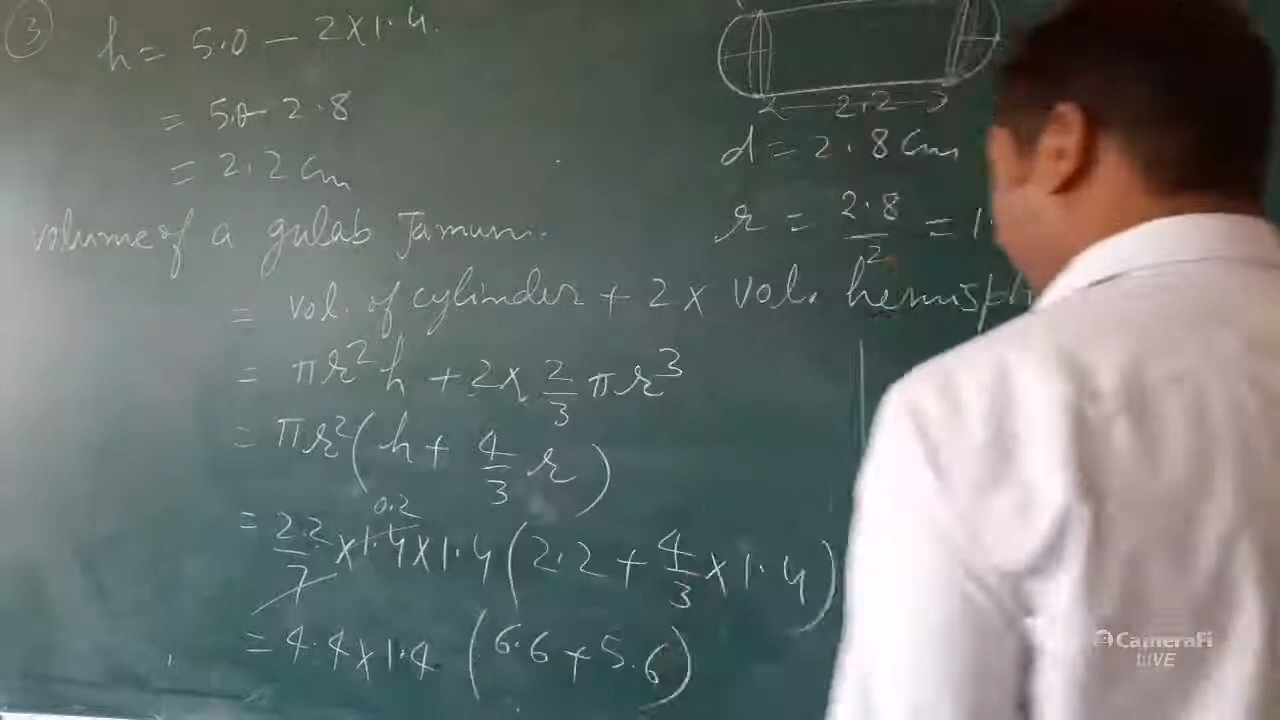 ③ h = 5.0 - 2×1.4.
= 5.0 - 2.8
= 2.2 cm
2.2
d = 2.8 cm
r = 2.8/2 = 1.
volume of a gulab Jamun.
= vol. of cylinder + 2 × vol. hemisph
= πr²h + 2× 2/3 πr³
= πr² (h + 4/3 r)
0.2
= 22/7 ×1.4×1.4 (2.2 + 4/3 ×1.4)
= 4.4×1.4 (6.6 + 5.6)
CameraFi
LIVE